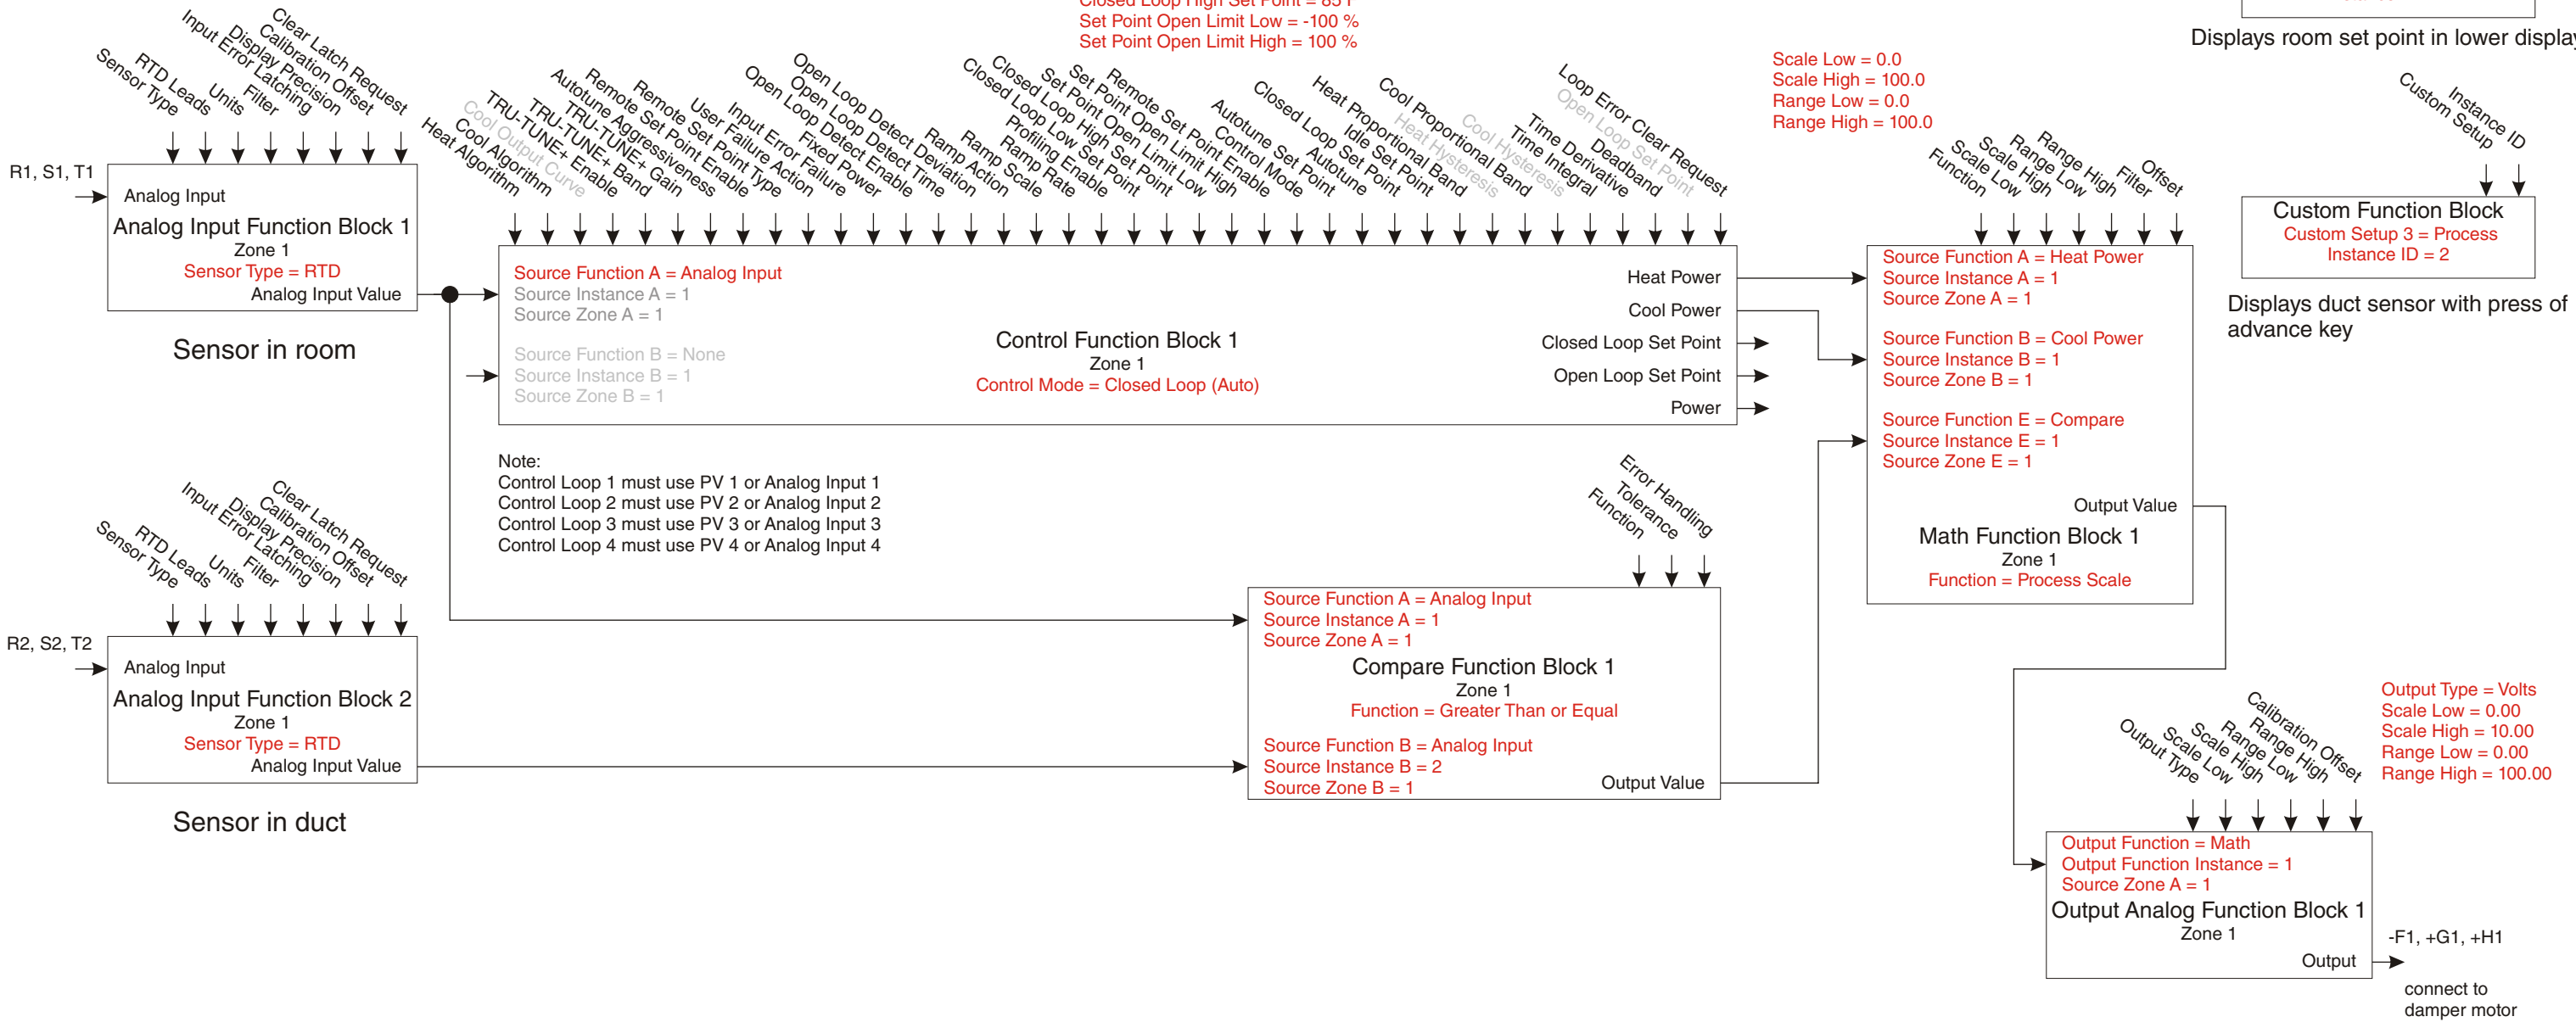 Closed Loop High Set Point = 85 F
Set Point Open Limit Low = -100 %
Set Point Open Limit High = 100 %
Displays room set point in lower display
Sensor Type
RTD Leads
Units
Filter
Input Error Latching
Display Precision
Calibration Offset
Clear Latch Request
R1, S1, T1
Analog Input
Analog Input Function Block 1
Zone 1
Sensor Type = RTD
Analog Input Value
Sensor in room
Heat Algorithm
Cool Algorithm
Cool Output Curve
TRU-TUNE+ Enable
TRU-TUNE+ Band
TRU-TUNE+ Gain
Autotune Aggressiveness
Remote Set Point Enable
Remote Set Point Type
User Failure Action
Input Error Failure
Fixed Power
Open Loop Detect Enable
Open Loop Detect Time
Open Loop Detect Deviation
Ramp Action
Ramp Scale
Ramp Rate
Profiling Enable
Closed Loop Low Set Point
Closed Loop High Set Point
Set Point Open Limit Low
Set Point Open Limit High
Remote Set Point Enable
Control Mode
Autotune Set Point
Autotune
Closed Loop Set Point
Idle Set Point
Heat Proportional Band
Heat Hysteresis
Cool Proportional Band
Cool Hysteresis
Time Integral
Time Derivative
Deadband
Open Loop Set Point
Loop Error Clear Request
Source Function A = Analog Input
Source Instance A = 1
Source Zone A = 1
Source Function B = None
Source Instance B = 1
Source Zone B = 1
Control Function Block 1
Zone 1
Control Mode = Closed Loop (Auto)
Heat Power
Cool Power
Closed Loop Set Point
Open Loop Set Point
Power
Note:
Control Loop 1 must use PV 1 or Analog Input 1
Control Loop 2 must use PV 2 or Analog Input 2
Control Loop 3 must use PV 3 or Analog Input 3
Control Loop 4 must use PV 4 or Analog Input 4
Scale Low = 0.0
Scale High = 100.0
Range Low = 0.0
Range High = 100.0
Function
Scale Low
Scale High
Range Low
Range High
Filter
Offset
Source Function A = Heat Power
Source Instance A = 1
Source Zone A = 1
Source Function B = Cool Power
Source Instance B = 1
Source Zone B = 1
Source Function E = Compare
Source Instance E = 1
Source Zone E = 1
Output Value
Math Function Block 1
Zone 1
Function = Process Scale
Custom Setup
Instance ID
Custom Function Block
Custom Setup 3 = Process
Instance ID = 2
Displays duct sensor with press of
advance key
Sensor Type
RTD Leads
Units
Filter
Input Error Latching
Display Precision
Calibration Offset
Clear Latch Request
R2, S2, T2
Analog Input
Analog Input Function Block 2
Zone 1
Sensor Type = RTD
Analog Input Value
Sensor in duct
Function
Tolerance
Error Handling
Source Function A = Analog Input
Source Instance A = 1
Source Zone A = 1
Compare Function Block 1
Zone 1
Function = Greater Than or Equal
Source Function B = Analog Input
Source Instance B = 2
Source Zone B = 1
Output Value
Output Type = Volts
Scale Low = 0.00
Scale High = 10.00
Range Low = 0.00
Range High = 100.00
Output Type
Scale Low
Scale High
Range Low
Range High
Calibration Offset
Output Function = Math
Output Function Instance = 1
Source Zone A = 1
Output Analog Function Block 1
Zone 1
Output
-F1, +G1, +H1
connect to
damper motor